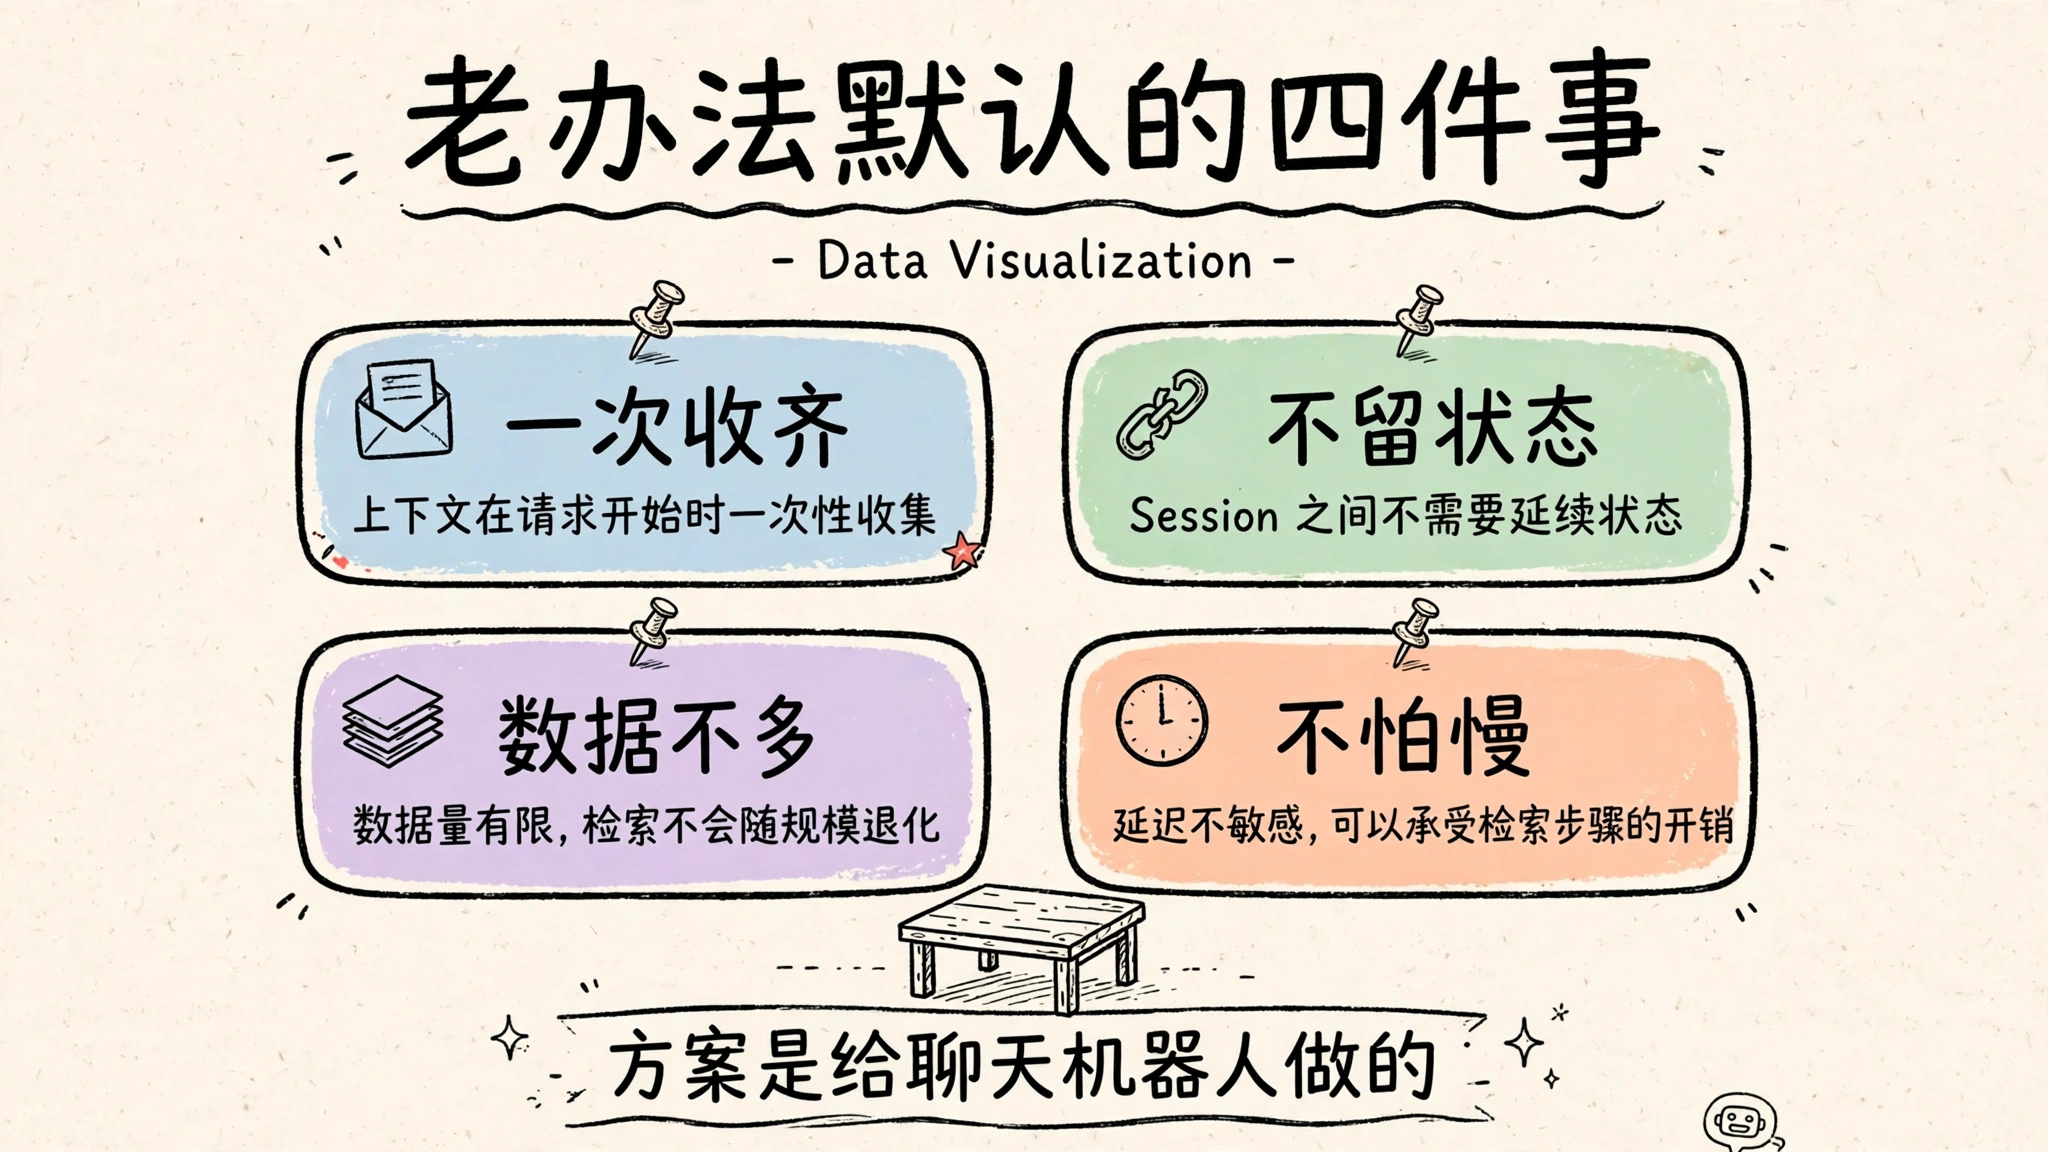 老办法默认的四件事
- Data Visualization -
一次收齐
上下文在请求开始时一次性收集
不留状态
Session 之间不需要延续状态
数据不多
数据量有限，检索不会随规模退化
不怕慢
延迟不敏感，可以承受检索步骤的开销
方案是给聊天机器人做的